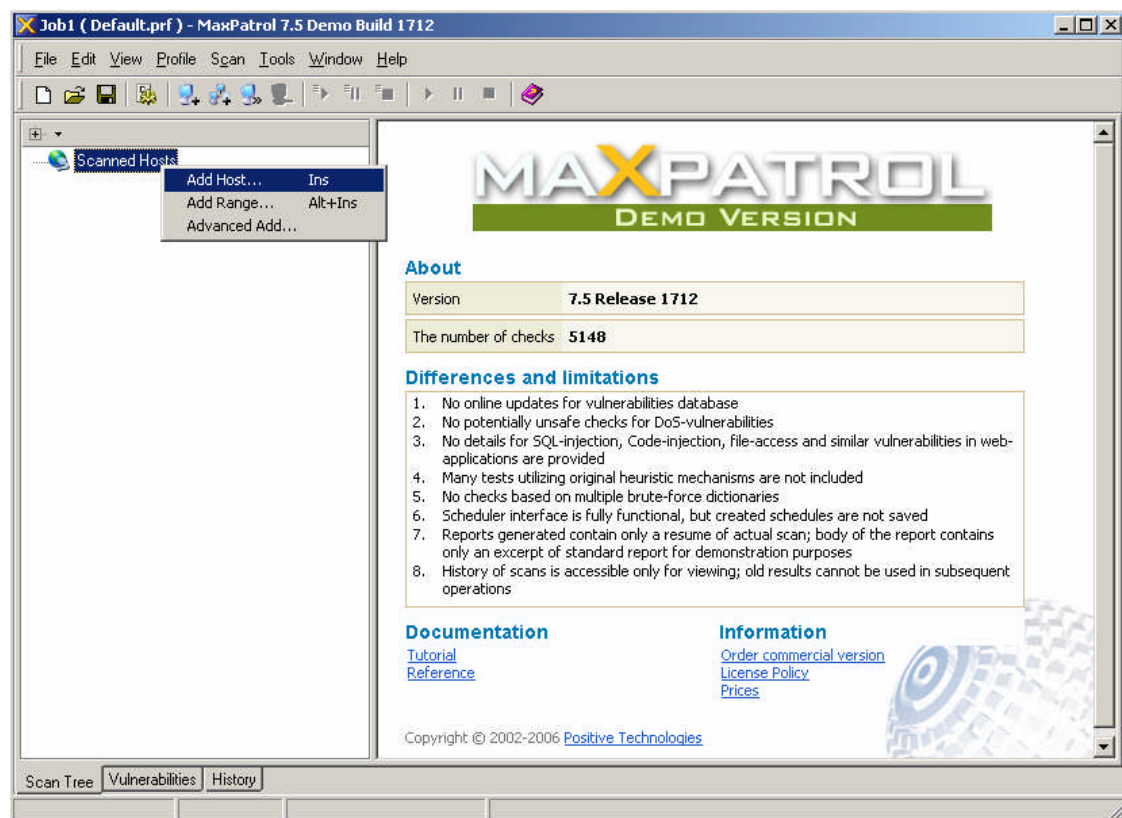 Job1 ( Default.prf ) - MaxPatrol 7.5 Demo Build 1712
File Edit View Profile Scan Tools Window Help
Scanned Hosts
Add Host... Ins
Add Range... Alt+Ins
Advanced Add...
MAXPATROL
DEMO VERSION
About
Version 7.5 Release 1712
The number of checks 5148
Differences and limitations
1. No online updates for vulnerabilities database
2. No potentially unsafe checks for DoS-vulnerabilities
3. No details for SQL-injection, Code-injection, file-access and similar vulnerabilities in web-
applications are provided
4. Many tests utilizing original heuristic mechanisms are not included
5. No checks based on multiple brute-force dictionaries
6. Scheduler interface is fully functional, but created schedules are not saved
7. Reports generated contain only a resume of actual scan; body of the report contains
only an excerpt of standard report for demonstration purposes
8. History of scans is accessible only for viewing; old results cannot be used in subsequent
operations
Documentation
Tutorial
Reference
Information
Order commercial version
License Policy
Prices
Copyright © 2002-2006 Positive Technologies
Scan Tree Vulnerabilities History